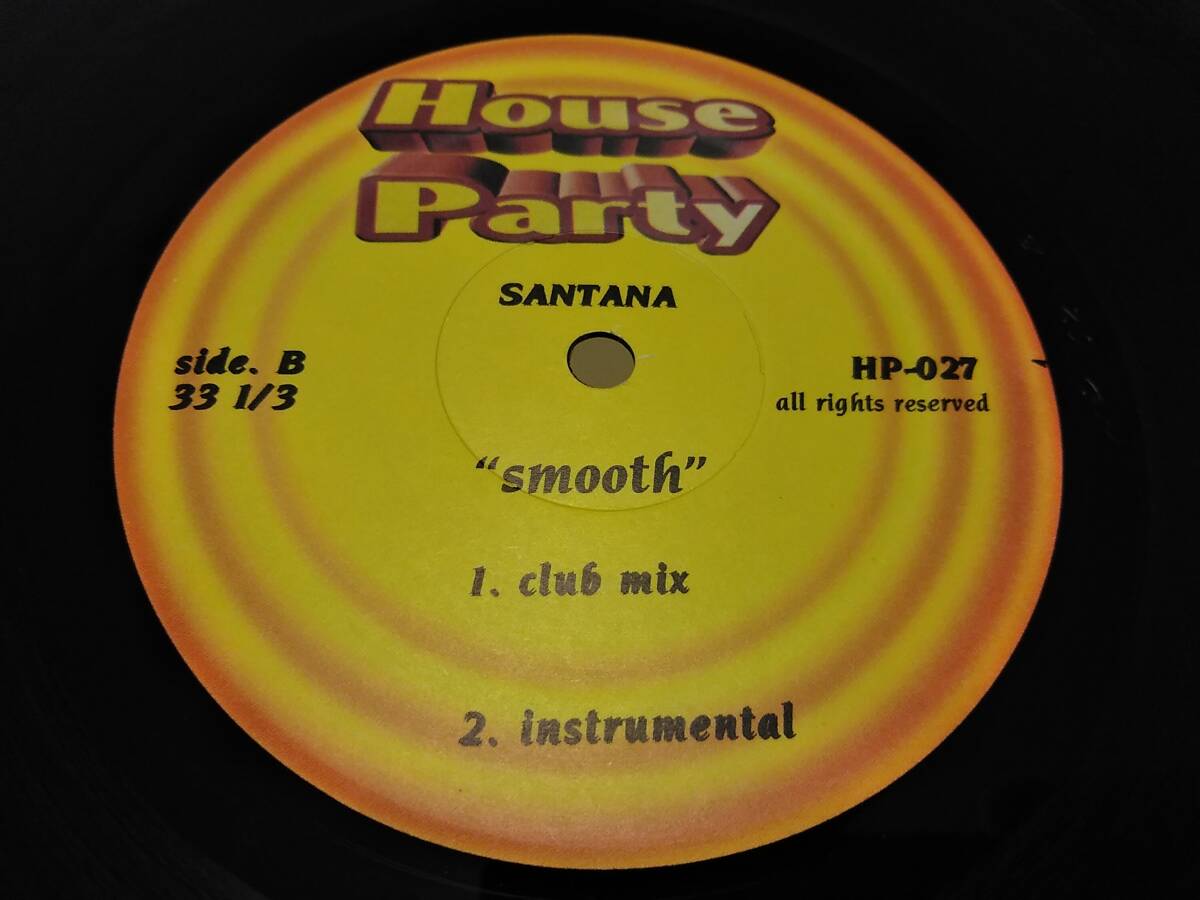 House
Party
SANTANA
side. B
33 1/3
HP-027
all rights reserved
“smooth”
1. club mix
2. instrumental